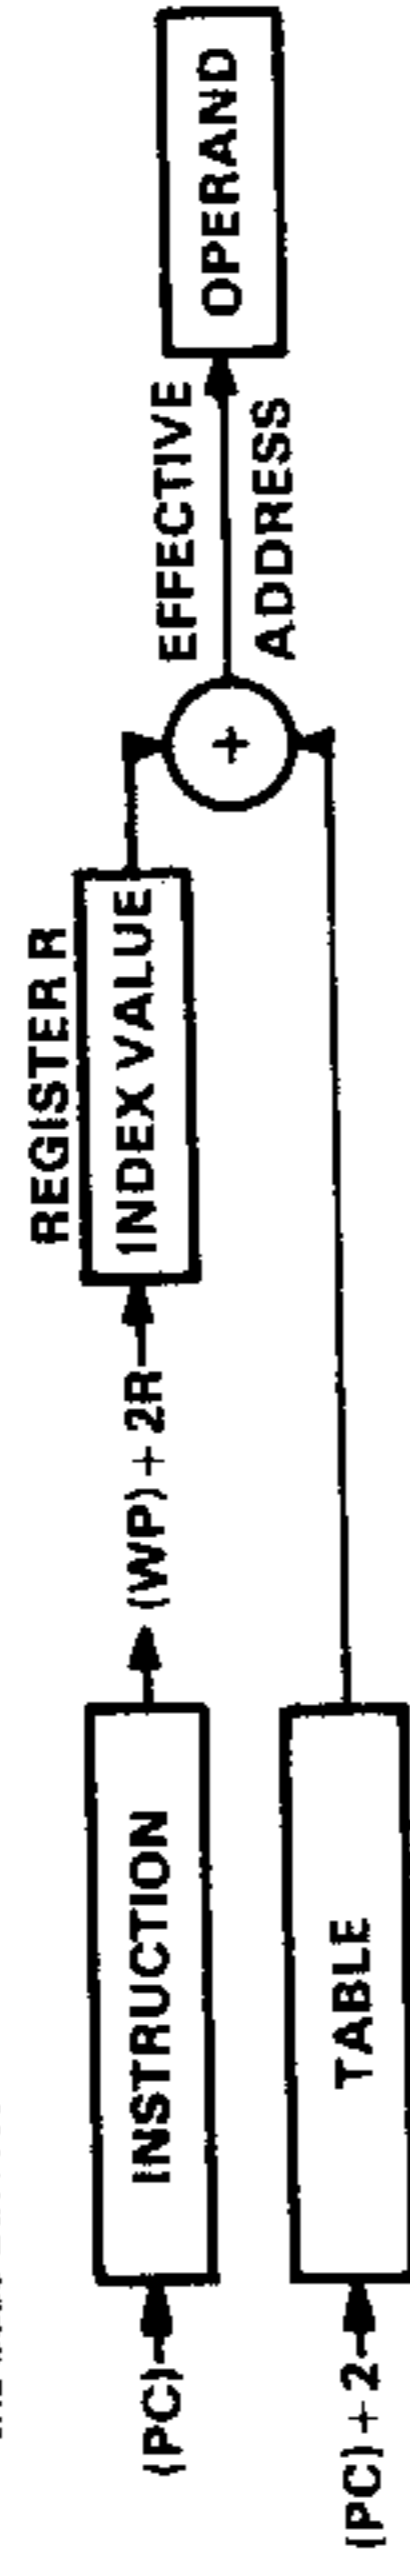 REGISTER R
(PC)
INSTRUCTION
(WP) + 2R
INDEX VALUE
EFFECTIVE
ADDRESS
+
OPERAND
(PC) + 2
TABLE